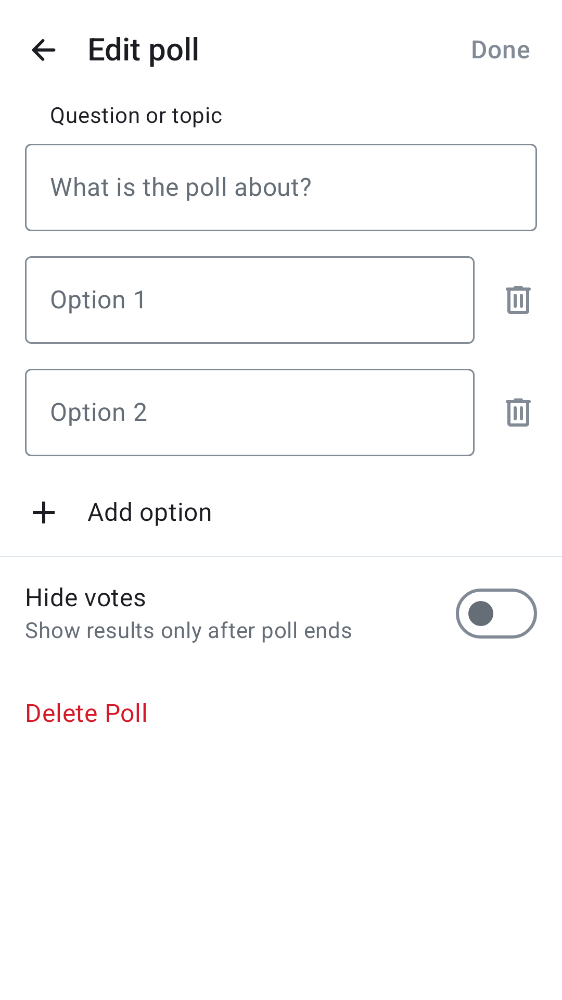 Edit poll
Done
Question or topic
What is the poll about?
Option 1
Option 2
Add option
Hide votes
Show results only after poll ends
Delete Poll